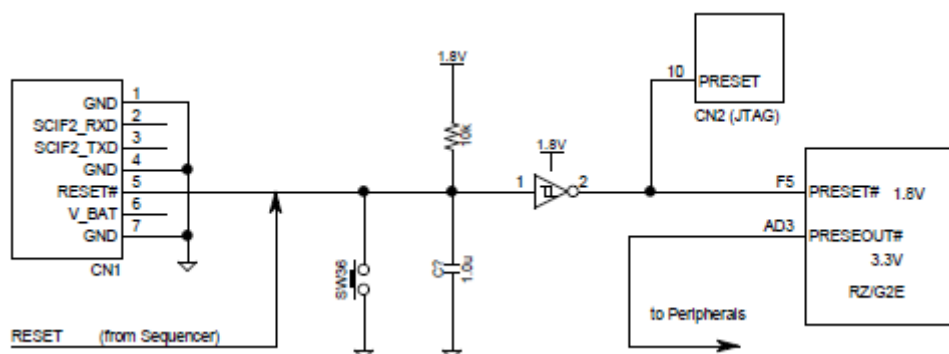 1.8V
10
PRESET
CN2 (JTAG)
GND 1
SCIF2_RXD 2
SCIF2_TXD 3
GND 4
RESET# 5
V_BAT 6
GND 7
CN1
10k
1.8V
1 2
F5 PRESET# 1.8V
AD3 PRESEOUT#
3.3V
RZ/G2E
SW36
1.0u
to Peripherals
RESET (from Sequencer)